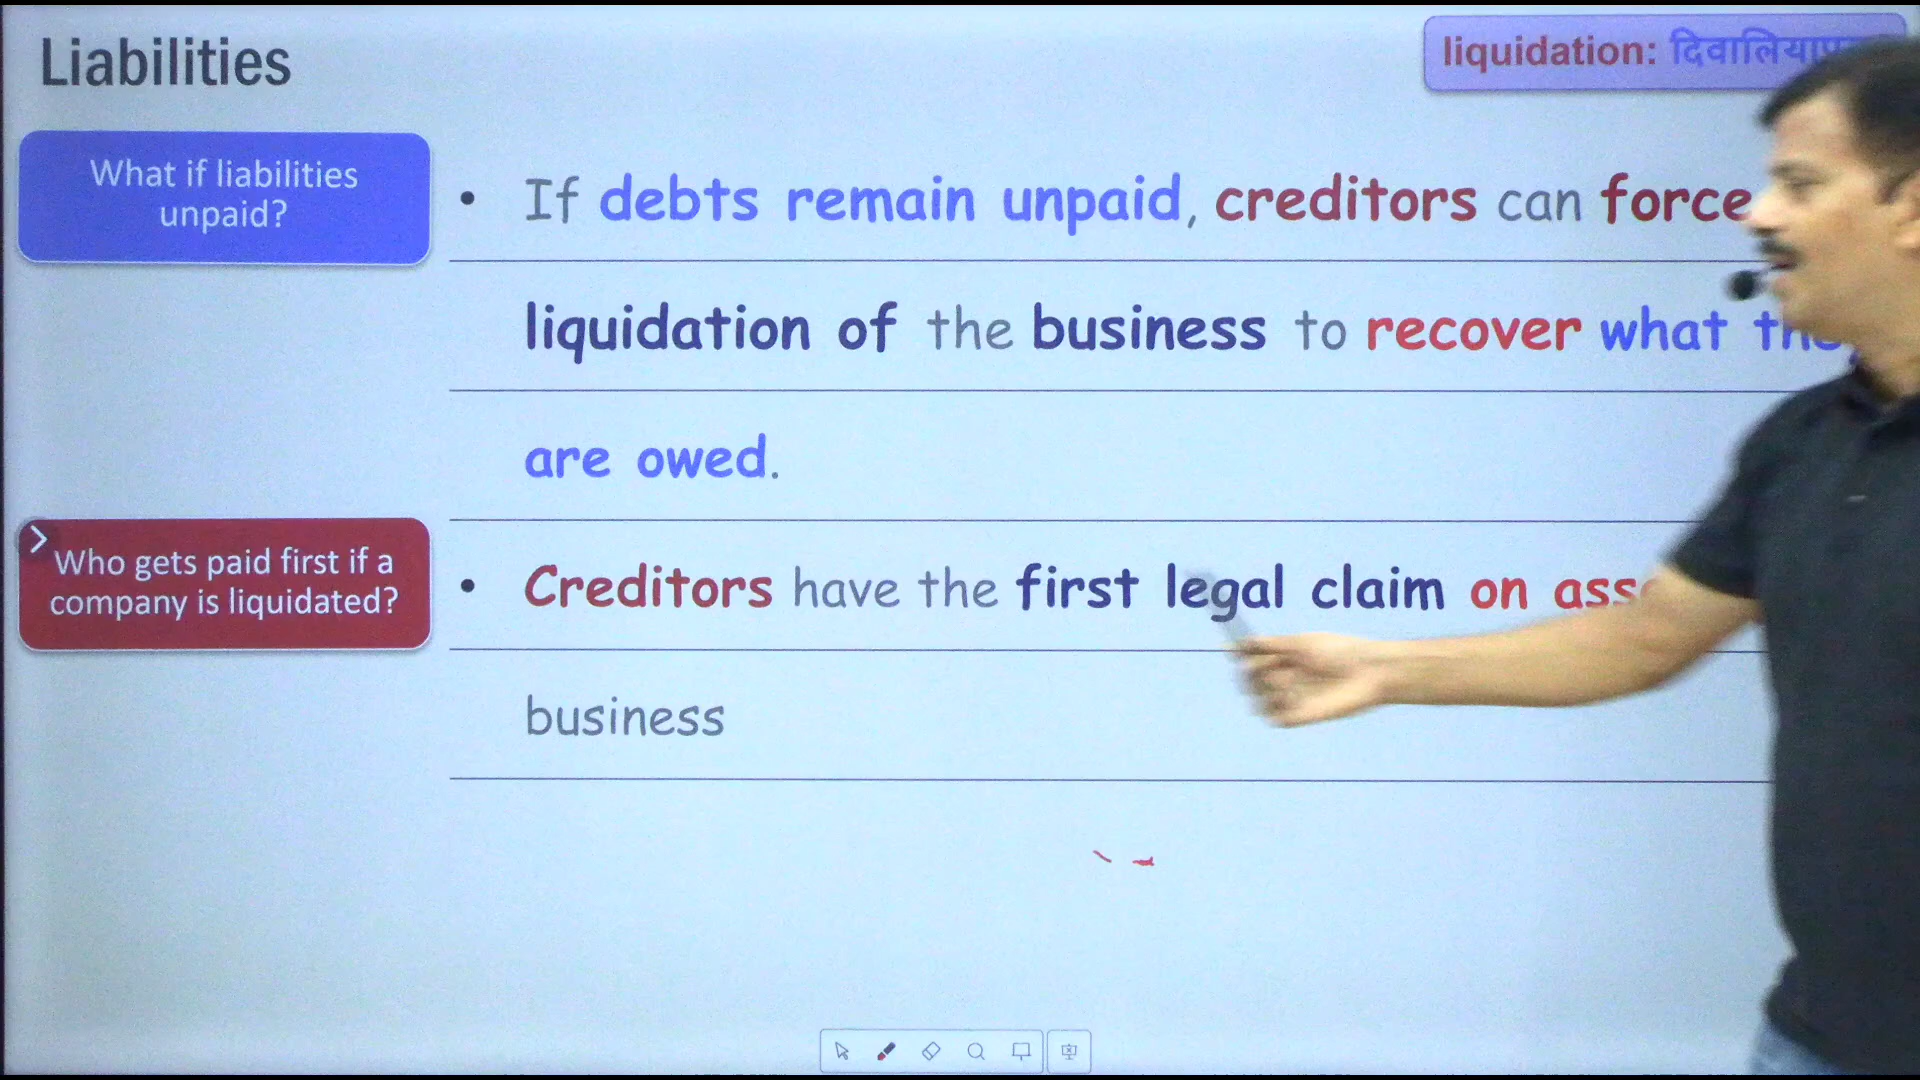 Liabilities
liquidation:
What if liabilities
unpaid?
• If debts remain unpaid, creditors can force
liquidation of the business to recover what
are owed.
Who gets paid first if a
company is liquidated?
• Creditors have the first legal claim on
business